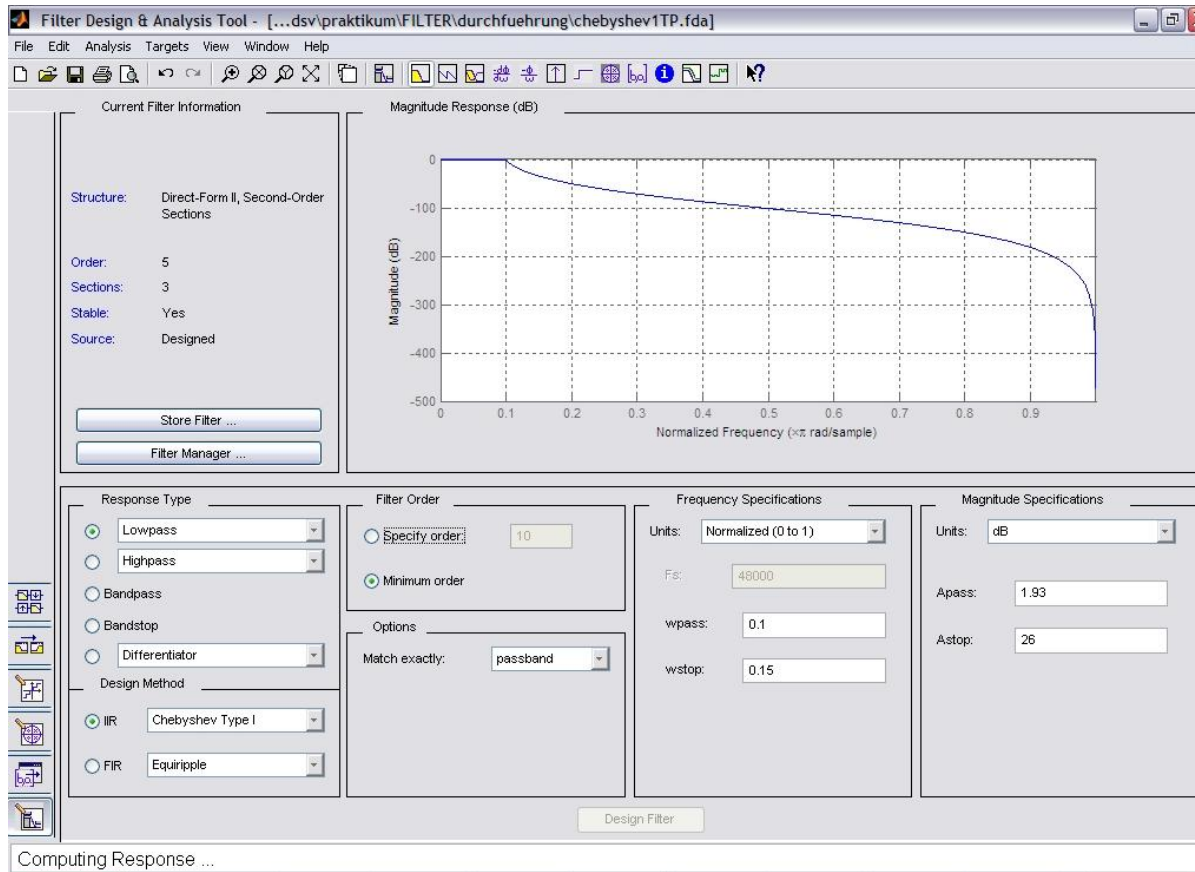 Filter Design & Analysis Tool - [...dsv\praktikum\FILTER\durchfuehrung\chebyshev1TP.fda]
File Edit Analysis Targets View Window Help
Current Filter Information
Structure: Direct-Form II, Second-Order
Sections
Order: 5
Sections: 3
Stable: Yes
Source: Designed
Store Filter ...
Filter Manager ...
Magnitude Response (dB)
Magnitude (dB)
0
-100
-200
-300
-400
-500
0 0.1 0.2 0.3 0.4 0.5 0.6 0.7 0.8 0.9
Normalized Frequency (×π rad/sample)
Response Type
Lowpass
Highpass
Bandpass
Bandstop
Differentiator
Design Method
IIR Chebyshev Type I
FIR Equiripple
Filter Order
Specify order: 10
Minimum order
Options
Match exactly: passband
Frequency Specifications
Units: Normalized (0 to 1)
Fs: 48000
wpass: 0.1
wstop: 0.15
Magnitude Specifications
Units: dB
Apass: 1.93
Astop: 26
Design Filter
Computing Response ...